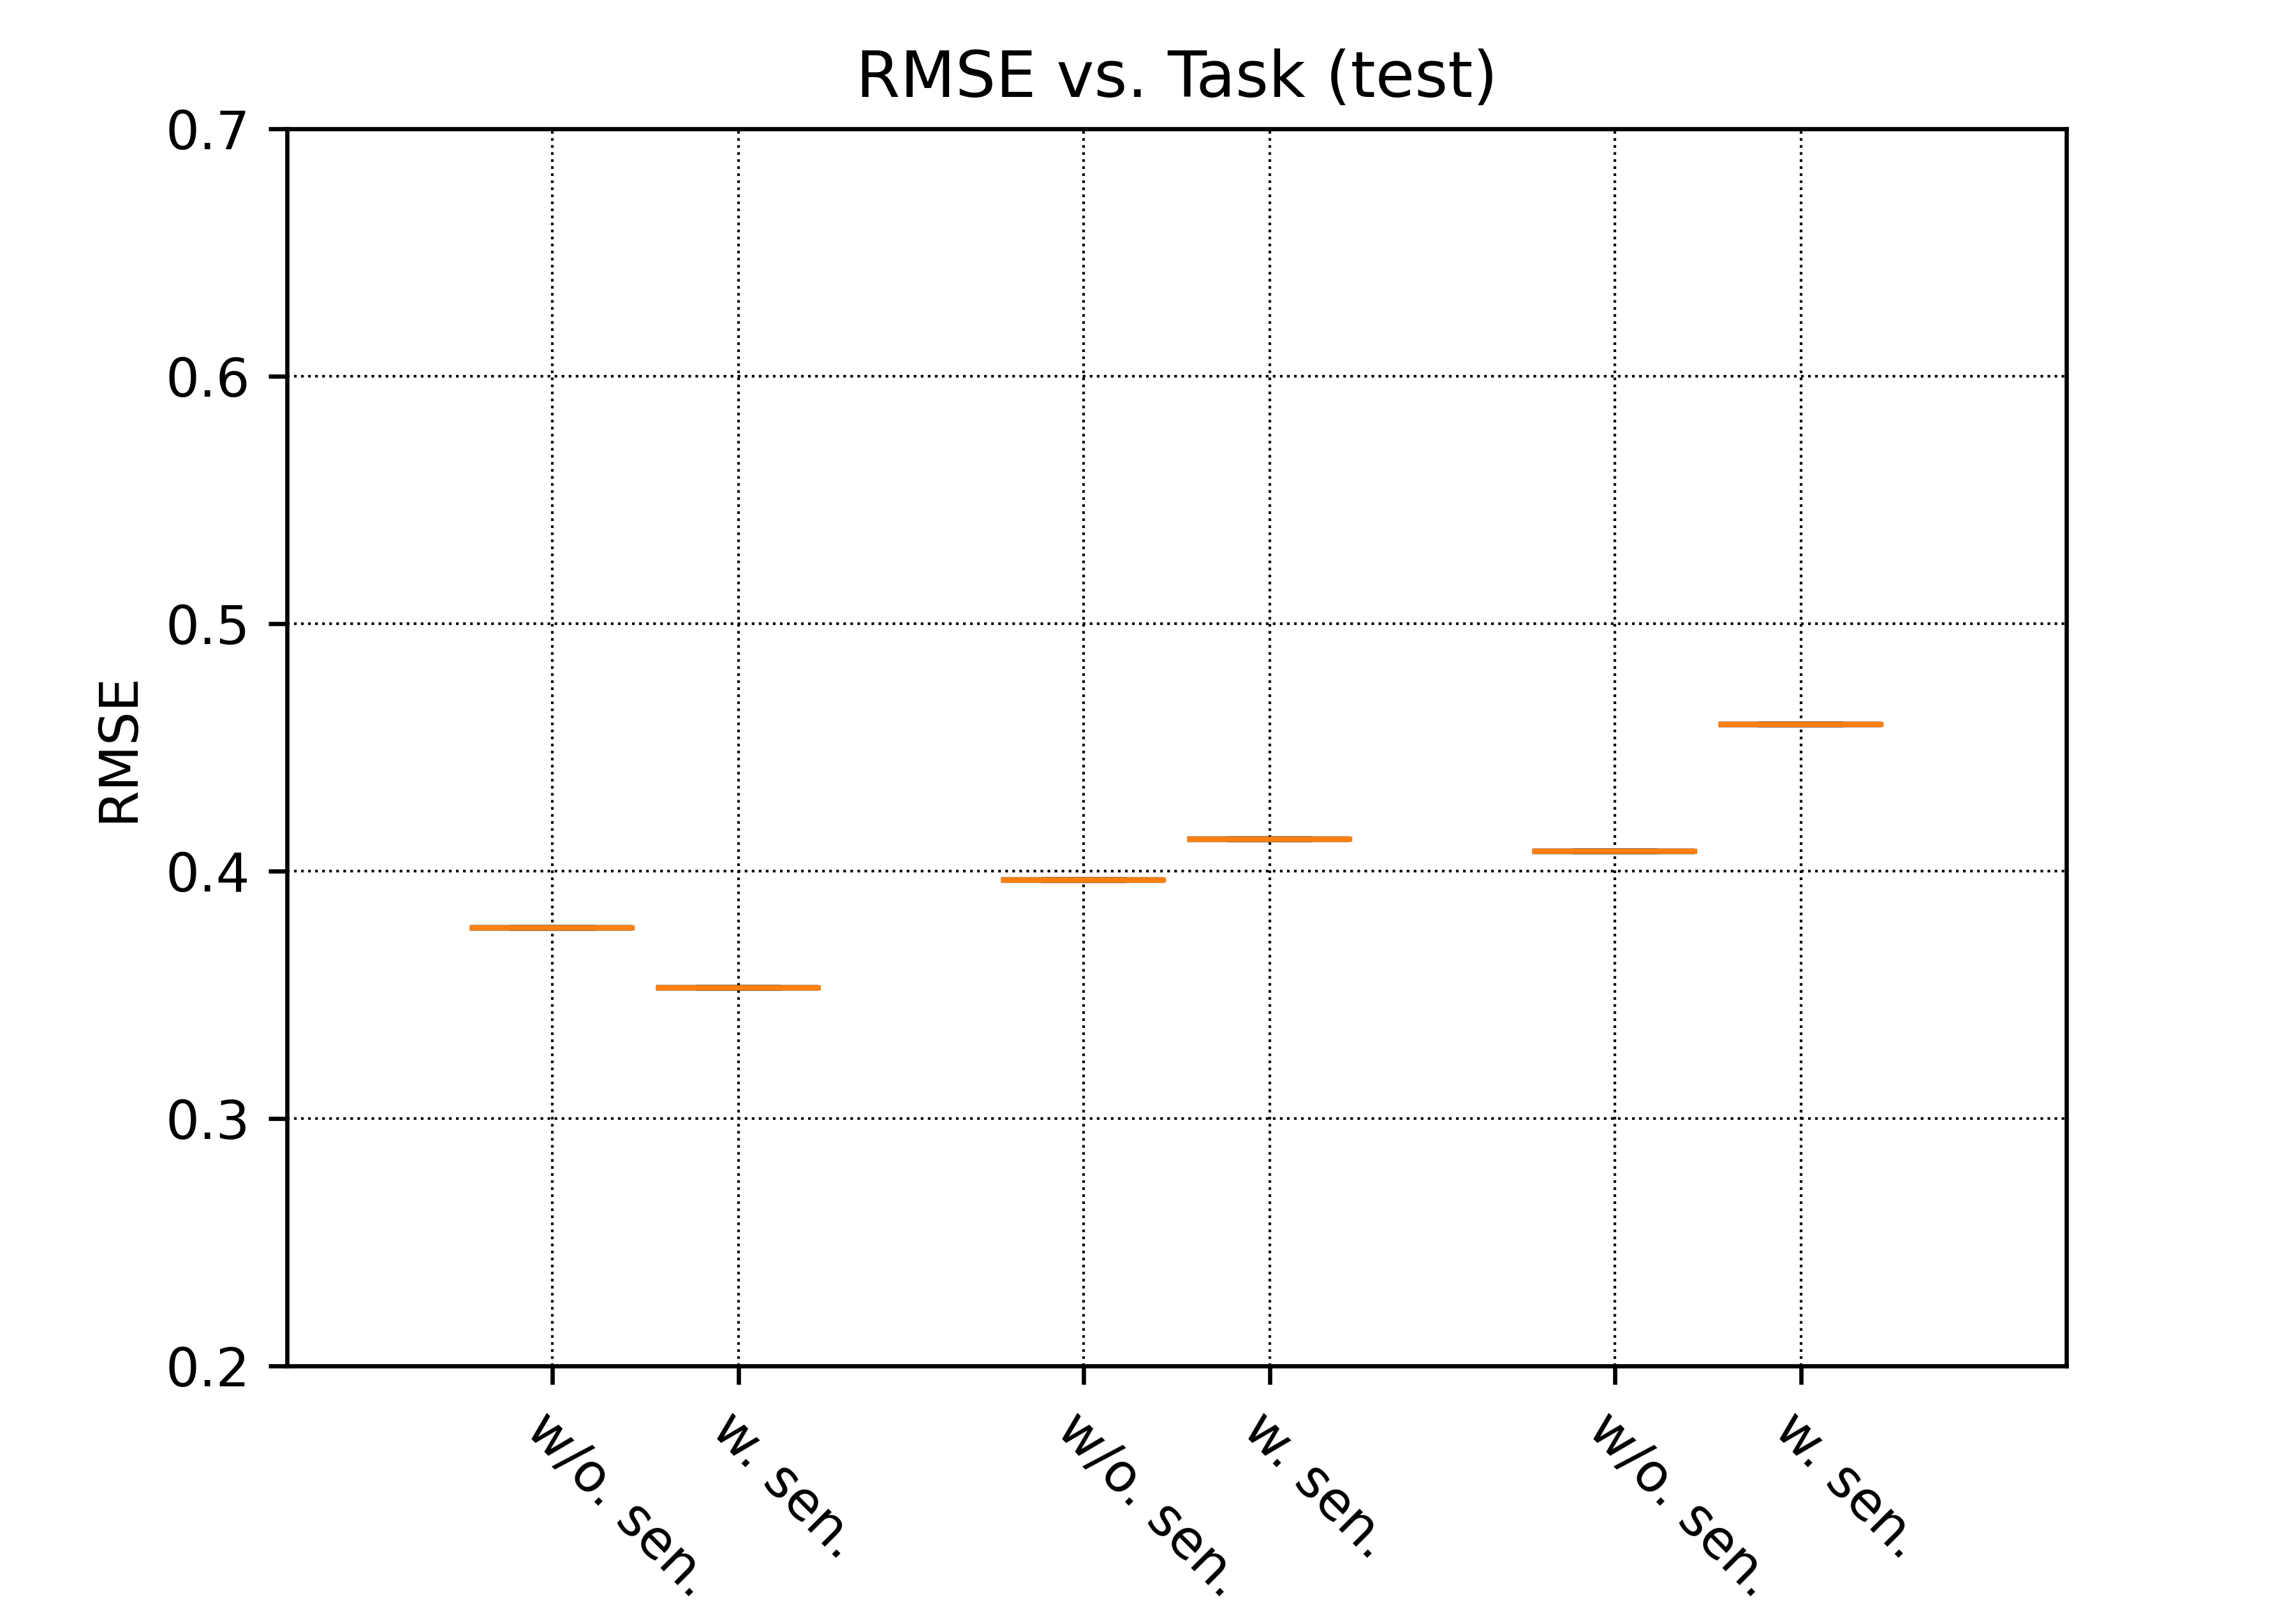 RMSE vs. Task (test)
0.7
0.6
0.5
0.4
0.3
0.2
RMSE
w/o. sen.
w. sen.
w/o. sen.
w. sen.
w/o. sen.
w. sen.